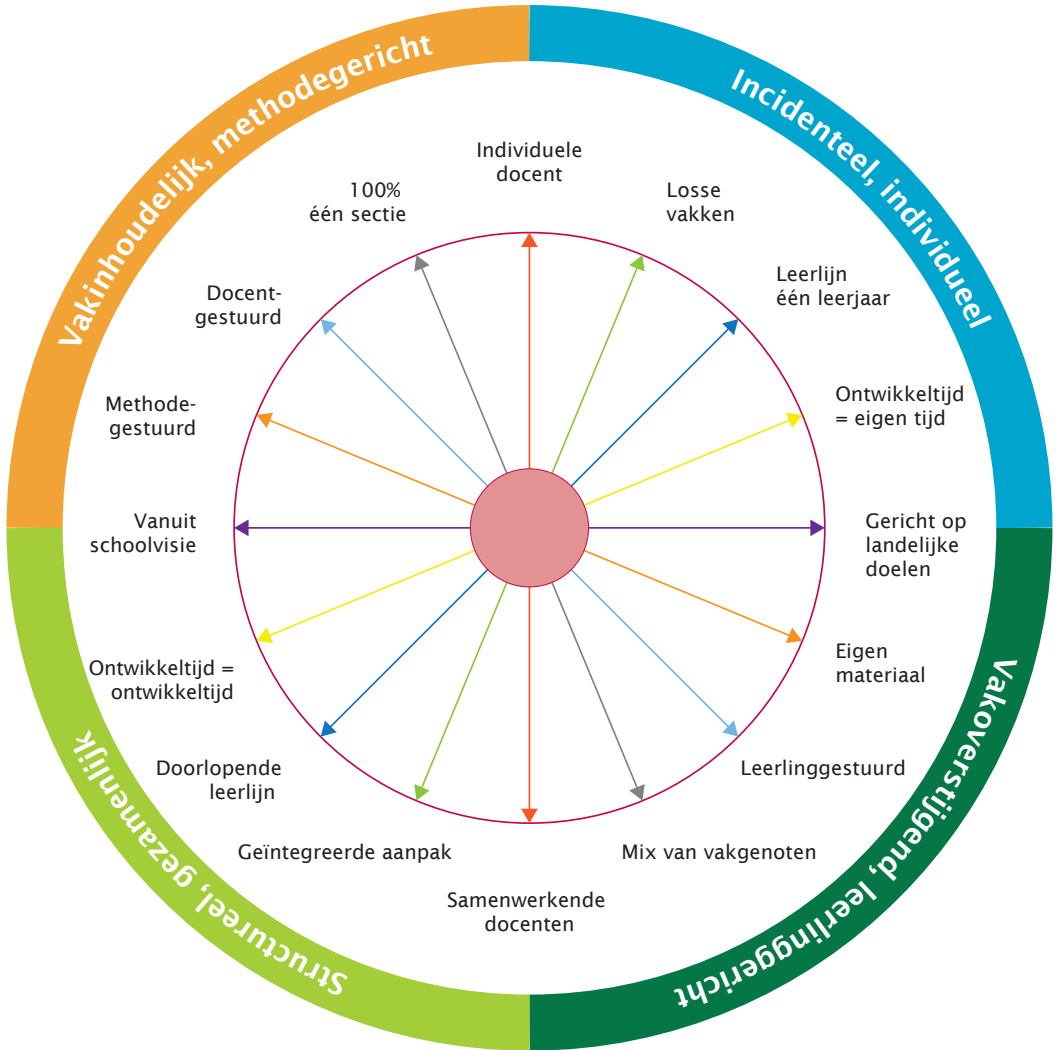 Vakinhoudelijk, methodegericht
Incidenteel, individueel
Individuele
docent
100%
één sectie
Losse
vakken
Docent-
gestuurd
Leerlijn
één leerjaar
Methode-
gestuurd
Ontwikkeltijd
= eigen tijd
Vanuit
schoolvisie
Gericht op
landelijke
doelen
Ontwikkeltijd =
ontwikkeltijd
Eigen
materiaal
Doorlopende
leerlijn
Leerlinggestuurd
Geïntegreerde aanpak
Mix van vakgenoten
Samenwerkende
docenten
Structureel, gezamenlijk
Vakoverstijgend, leerlinggericht